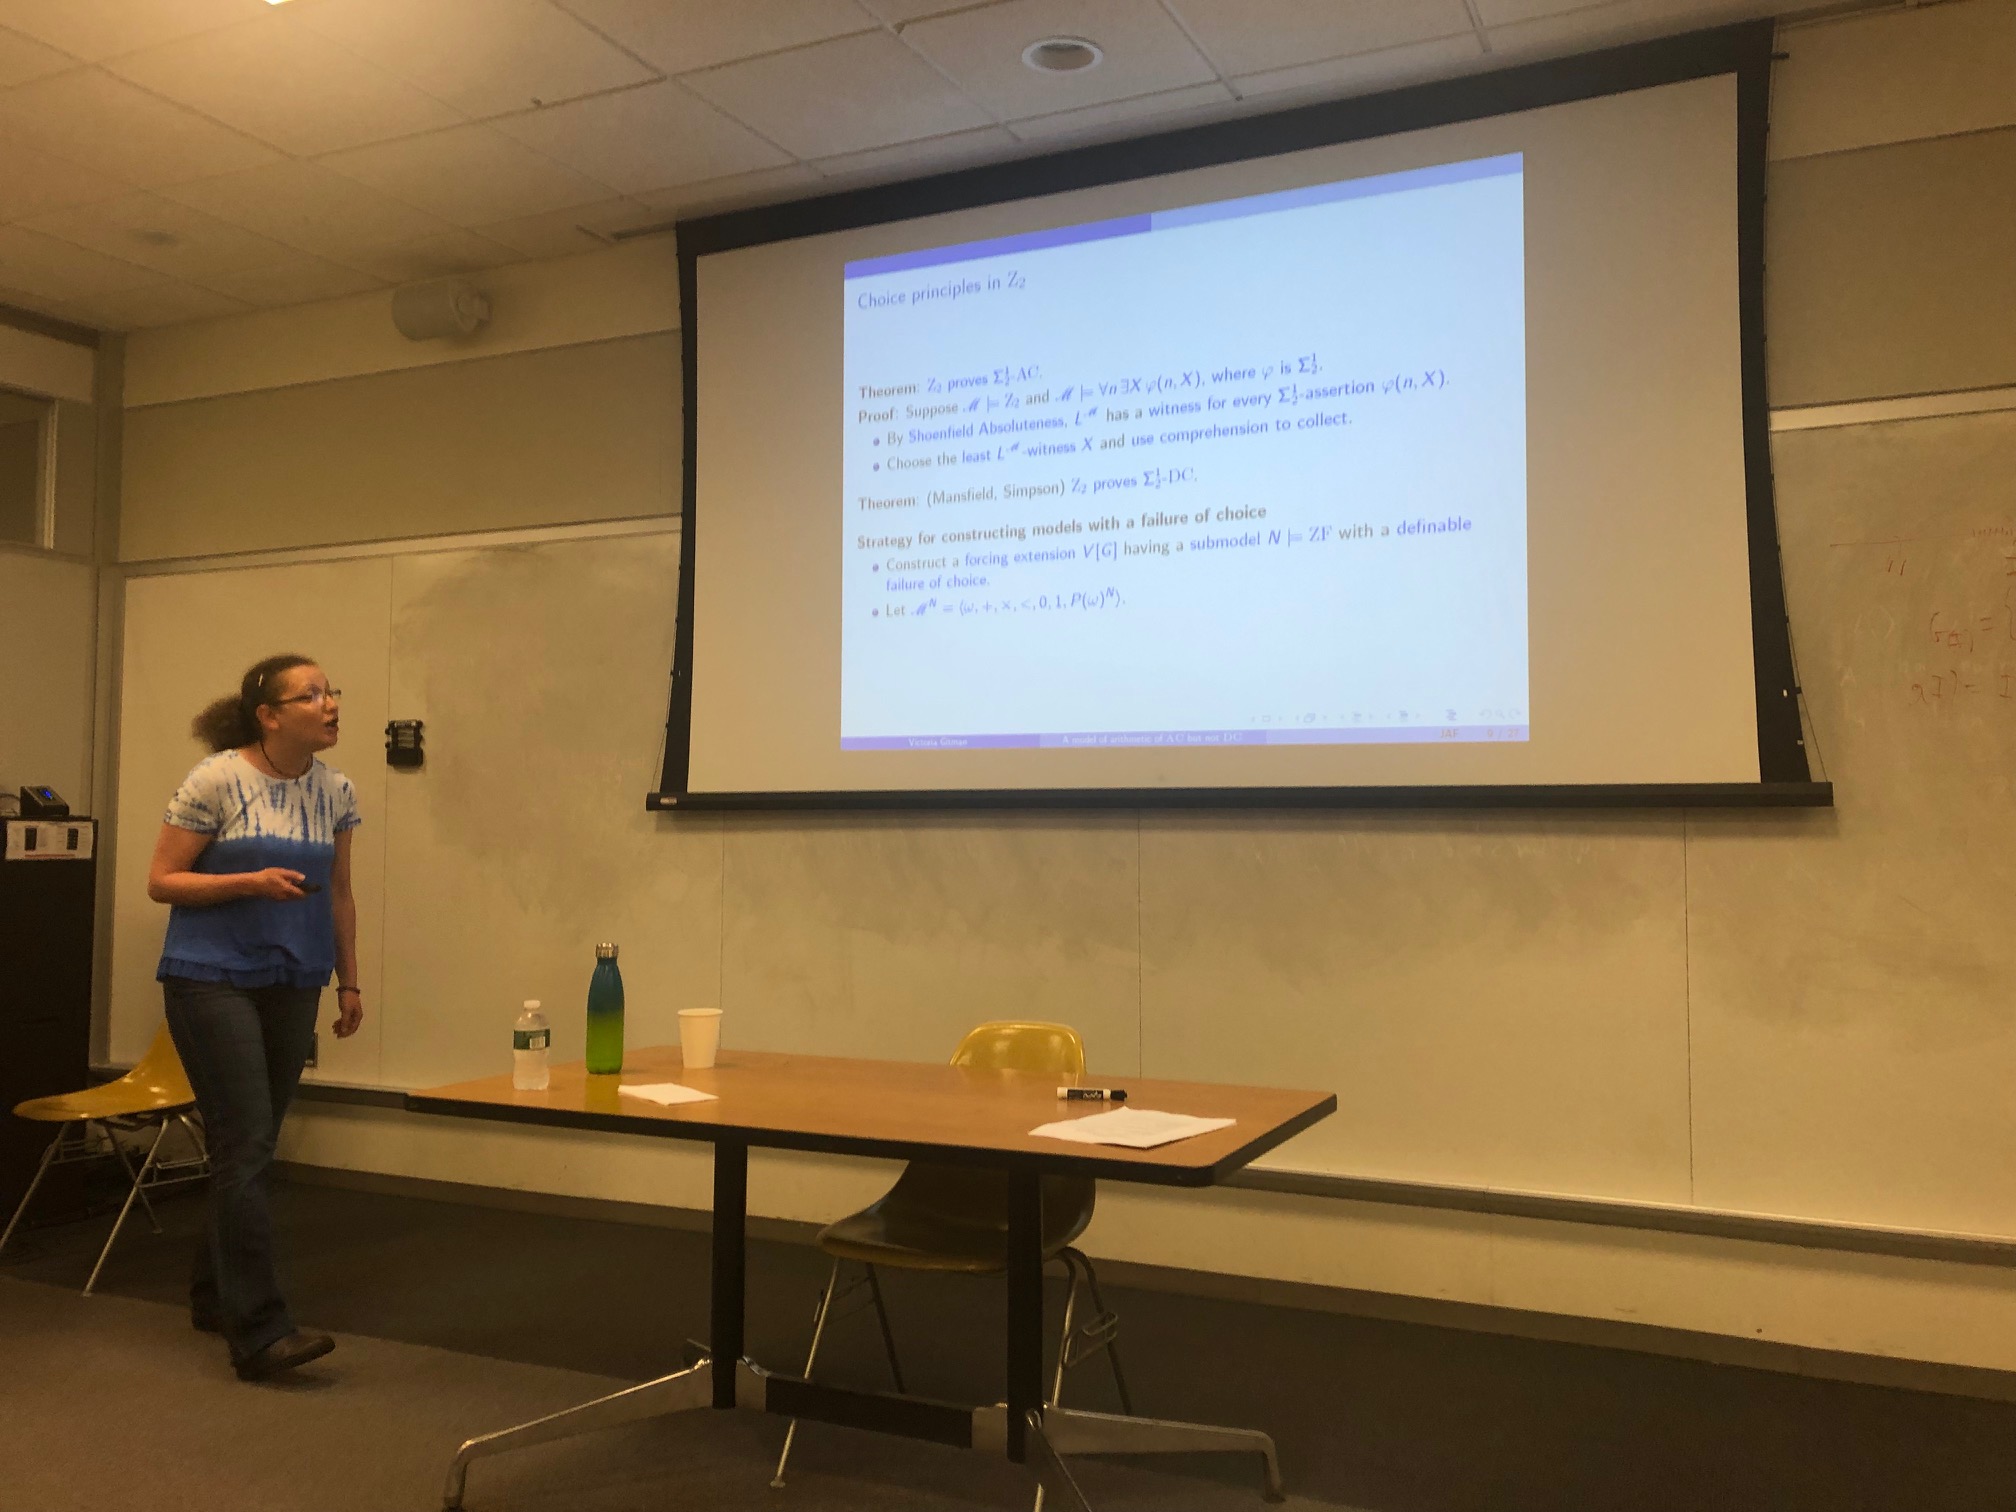 Choice principles in Z₂
Theorem: Z₂ proves Σ¹₂-AC.
Proof: Suppose ℳ ⊨ Z₂ and ℳ ⊨ ∀n ∃X φ(n, X), where φ is Σ¹₂.
• By Shoenfield Absoluteness, L^ℳ has a witness for every Σ¹₂-assertion φ(n, X).
• Choose the least L^ℳ-witness X and use comprehension to collect.
Theorem: (Mansfield, Simpson) Z₂ proves Σ¹₂-DC.
Strategy for constructing models with a failure of choice
• Construct a forcing extension V[G] having a submodel N ⊨ ZF with a definable
failure of choice.
• Let ℳ^N = ⟨ω, +, ×, <, 0, 1, P(ω)^N⟩.
Victoria Gitman A model of arithmetic of AC but not DC JAF 9 /